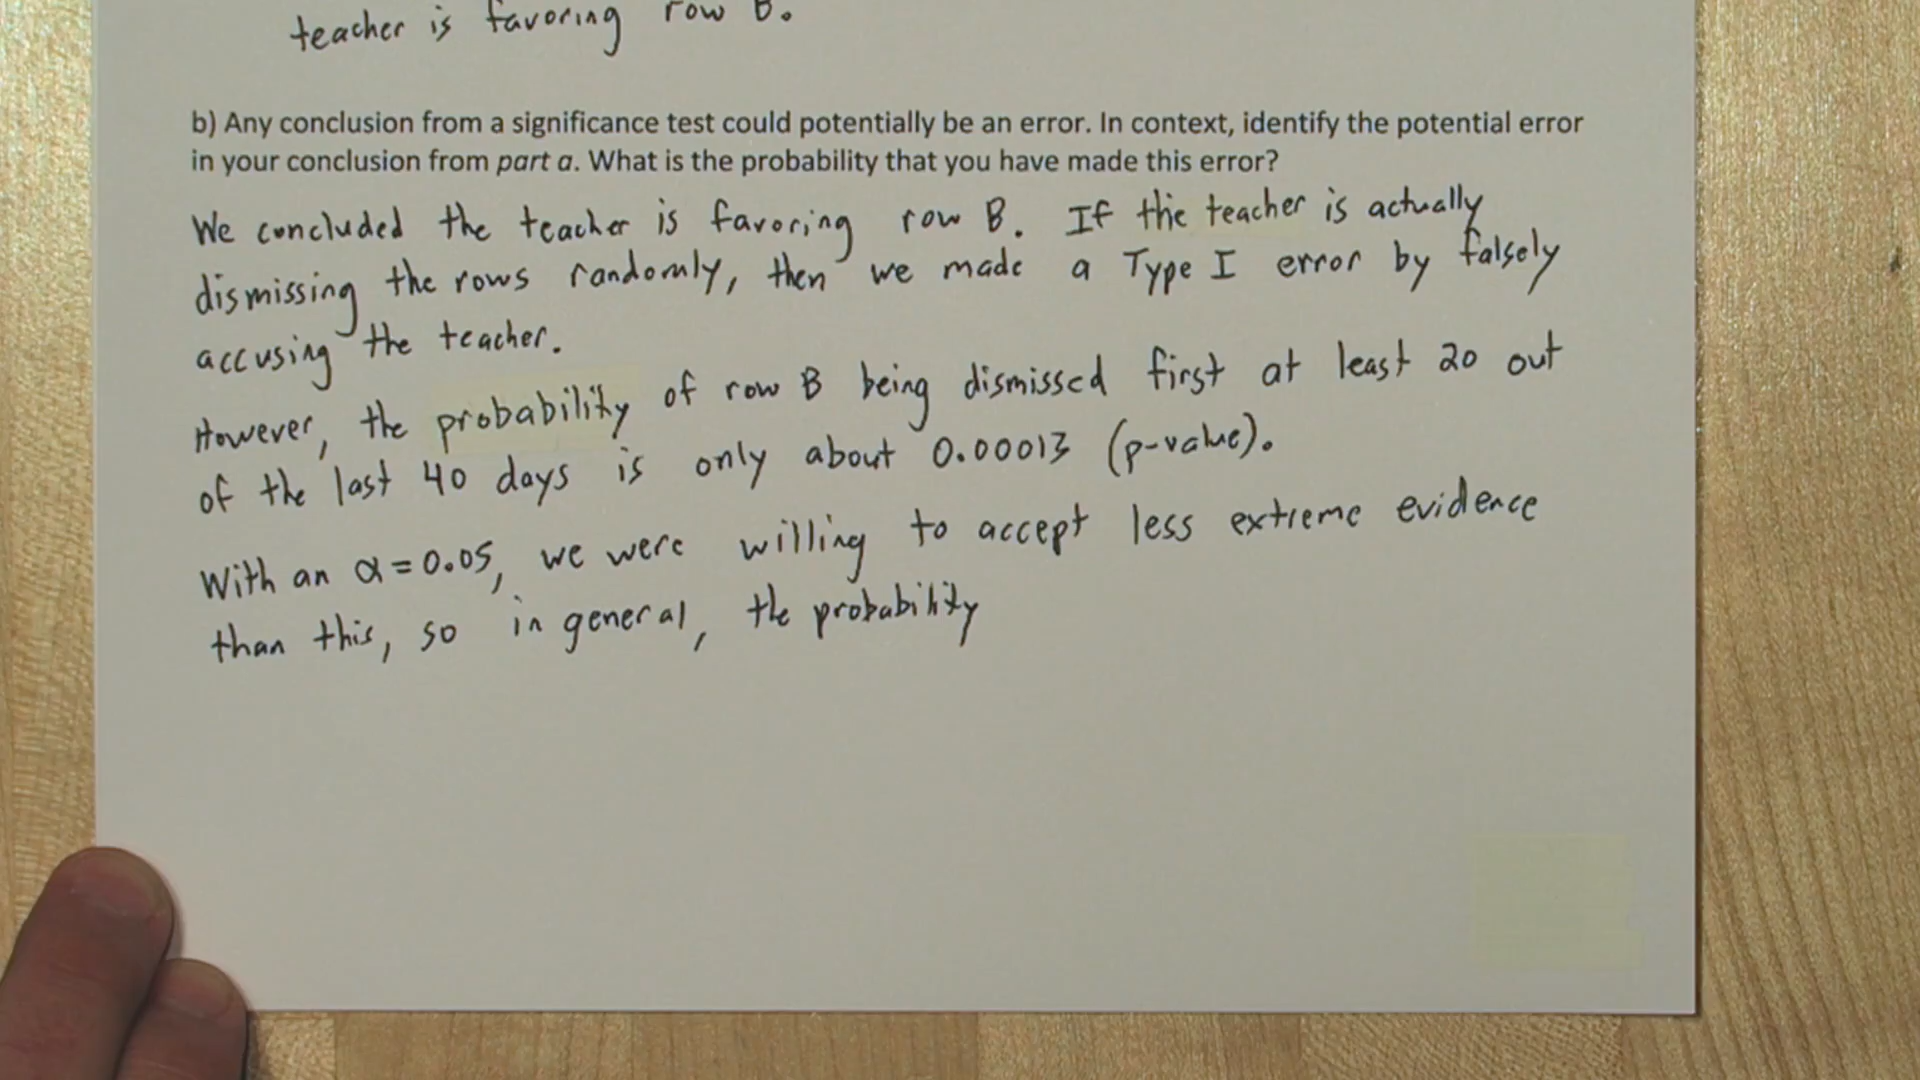 teacher is favoring row B.
b) Any conclusion from a significance test could potentially be an error. In context, identify the potential error
in your conclusion from part a. What is the probability that you have made this error?
We concluded the teacher is favoring row B. If the teacher is actually
dismissing the rows randomly, then we made a Type I error by falsely
accusing the teacher.
However, the probability of row B being dismissed first at least 20 out
of the last 40 days is only about 0.00013 (p-value).
With an α = 0.05, we were willing to accept less extreme evidence
than this, so in general, the probability